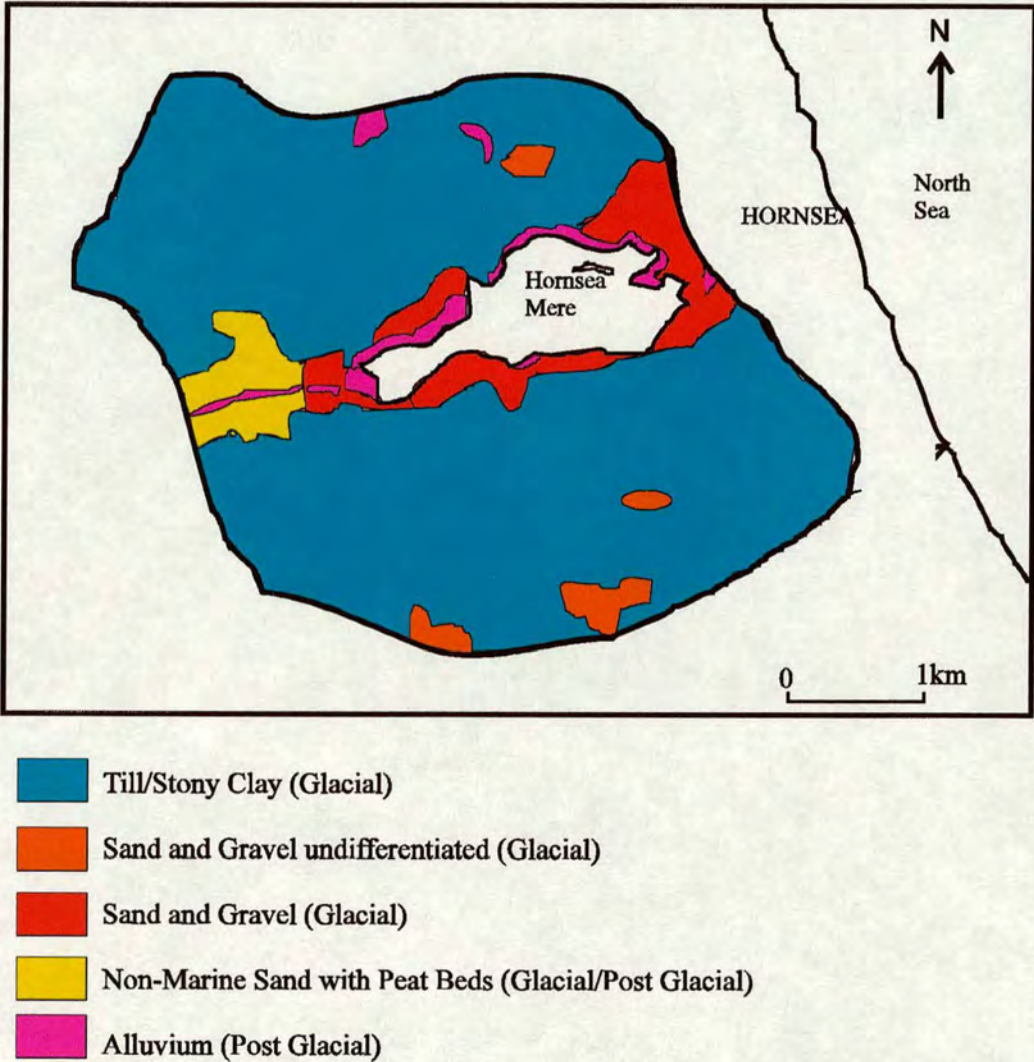 N
North
Sea
HORNSEA
Hornsea
Mere
0 1km
Till/Stony Clay (Glacial)
Sand and Gravel undifferentiated (Glacial)
Sand and Gravel (Glacial)
Non-Marine Sand with Peat Beds (Glacial/Post Glacial)
Alluvium (Post Glacial)